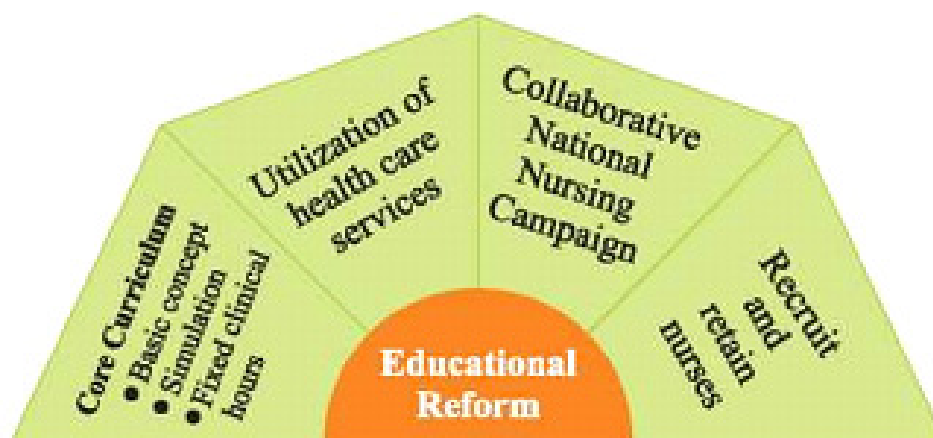 Core Curriculum
● Basic concept
● Simulation
● Fixed clinical
hours
Utilization of
health care
services
Collaborative
National
Nursing
Campaign
Recruit
and
retain
nurses
Educational
Reform